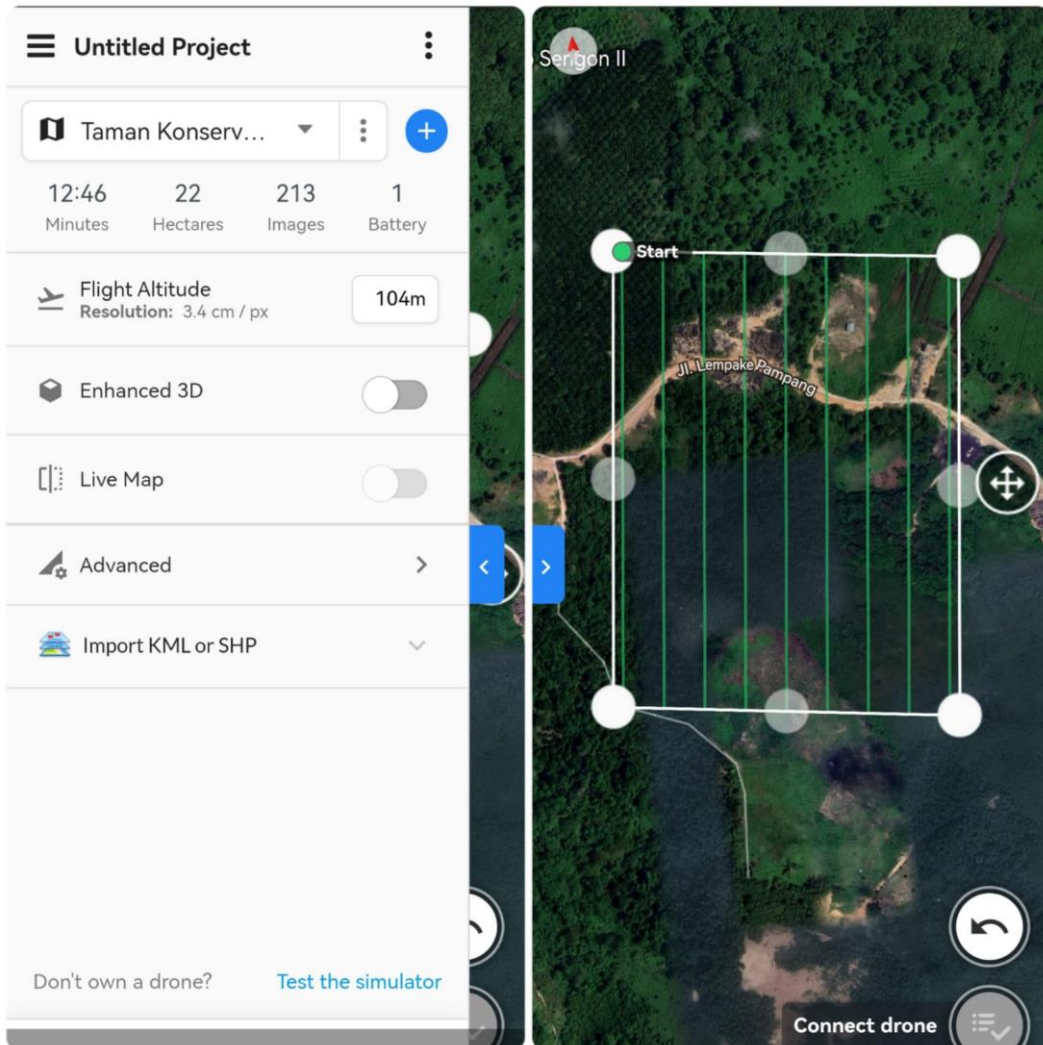 Untitled Project
Taman Konserv...
12:46 22 213 1
Minutes Hectares Images Battery
Flight Altitude
Resolution: 3.4 cm / px
104m
Enhanced 3D
Live Map
Advanced
Import KML or SHP
Don't own a drone? Test the simulator
Serigon II
Start
Jl. Lempake Pampang
Connect drone